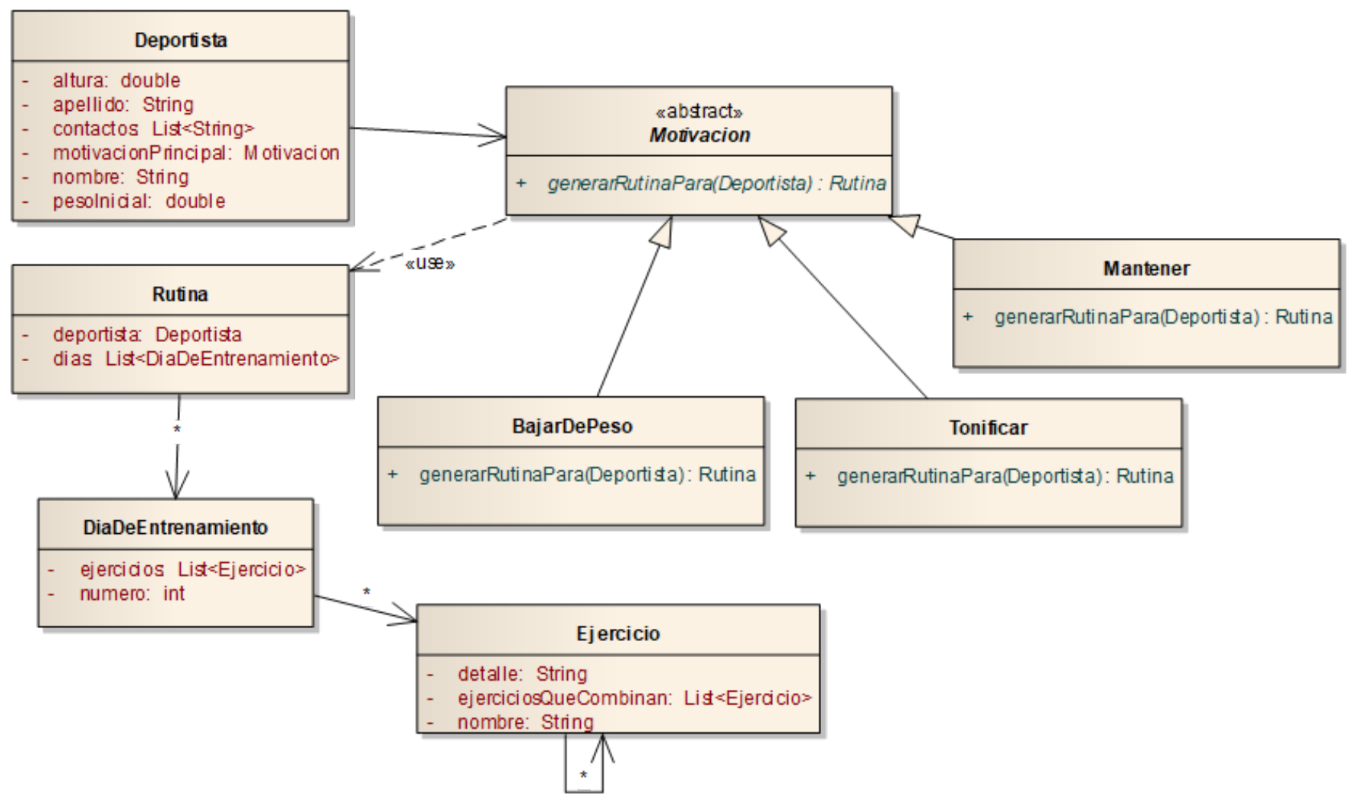 Deportista
- altura: double
- apellido: String
- contactos: List<String>
- motivacionPrincipal: Motivacion
- nombre: String
- pesoInicial: double
«abstract»
Motivacion
+ generarRutinaPara(Deportista) : Rutina
«use»
Rutina
- deportista: Deportista
- dias: List<DiaDeEntrenamiento>
*
Mantener
+ generarRutinaPara(Deportista) : Rutina
BajarDePeso
+ generarRutinaPara(Deportista) : Rutina
Tonificar
+ generarRutinaPara(Deportista) : Rutina
DiaDeEntrenamiento
- ejercicios: List<Ejercicio>
- numero: int
*
Ejercicio
- detalle: String
- ejerciciosQueCombinan: List<Ejercicio>
- nombre: String
*